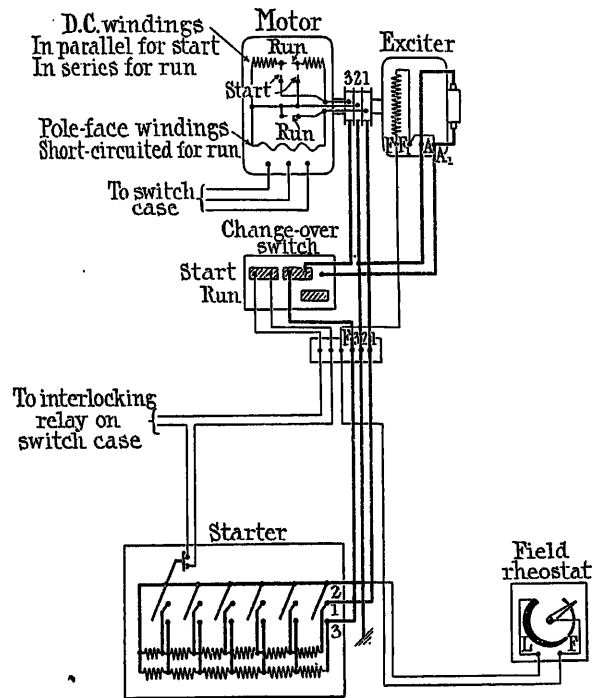 Motor
D.C. windings
In parallel for start
In series for run
Run
Start
Exciter
321
Pole-face windings
Short-circuited for run
Run
F F₁ A A₁
To switch
case
Change-over
switch
Start
Run
F321
To interlocking
relay on
switch case
Starter
2
1
3
Field
rheostat
L F